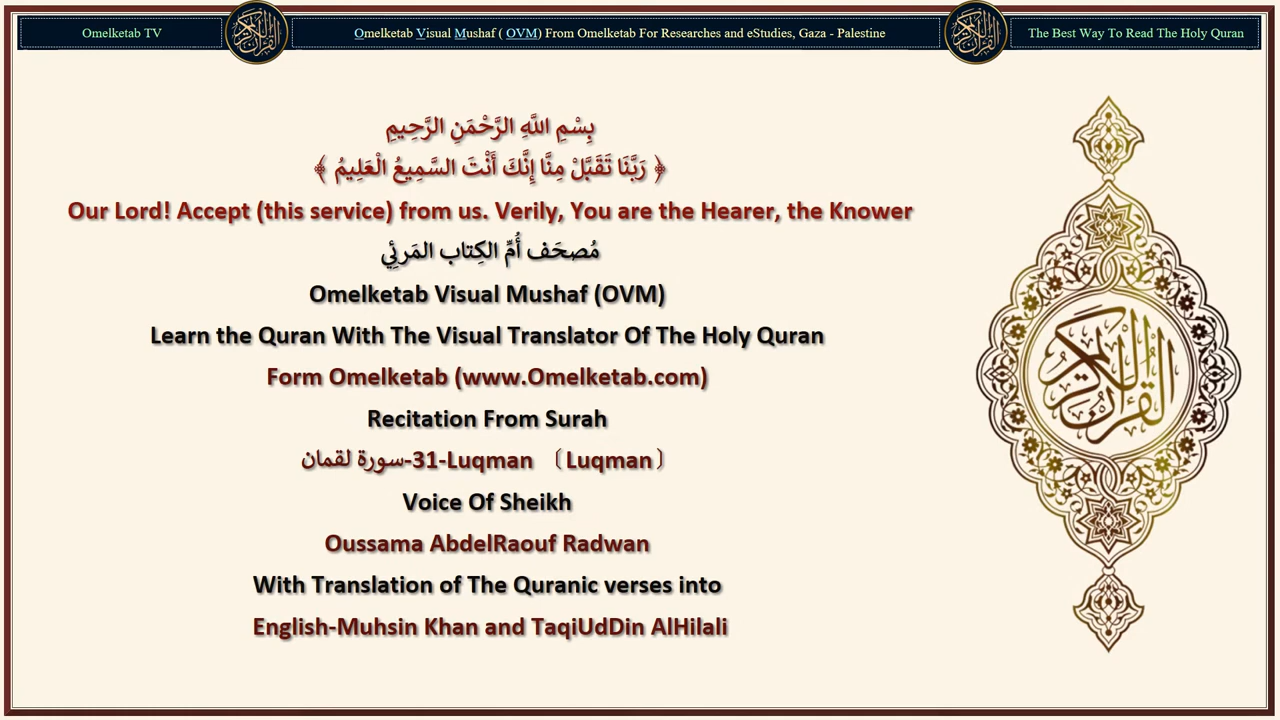 Omelketab TV
Omelketab Visual Mushaf ( OVM) From Omelketab For Researches and eStudies, Gaza - Palestine
The Best Way To Read The Holy Quran
بِسْمِ اللَّهِ الرَّحْمَنِ الرَّحِيمِ
﴿ رَبَّنَا تَقَبَّلْ مِنَّا إِنَّكَ أَنْتَ السَّمِيعُ الْعَلِيمُ ﴾
Our Lord! Accept (this service) from us. Verily, You are the Hearer, the Knower
مُصحَف أُمِّ الكِتاب المَرئِي
Omelketab Visual Mushaf (OVM)
Learn the Quran With The Visual Translator Of The Holy Quran
Form Omelketab (www.Omelketab.com)
Recitation From Surah
سورة لقمان-31-Luqman 〔Luqman〕
Voice Of Sheikh
Oussama AbdelRaouf Radwan
With Translation of The Quranic verses into
English-Muhsin Khan and TaqiUdDin AlHilali
القرآن الكريم